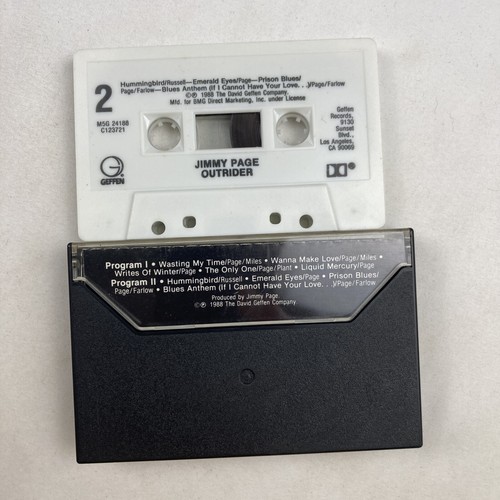 Hummingbird/Russell—Emerald Eyes/Page—Prison Blues/
Page/Farlow—Blues Anthem (If I Cannot Have Your Love. . .)/Page/Farlow
©℗ 1988 The David Geffen Company.
Mfd. for BMG Direct Marketing, Inc. under License
2
M5G 24188
C123721
Geffen
Records,
9130
Sunset
Blvd.,
Los Angeles,
CA 90069
GEFFEN
JIMMY PAGE
OUTRIDER
Program I • Wasting My Time/Page/Miles • Wanna Make Love/Page/Miles •
Writes Of Winter/Page • The Only One/Page/Plant • Liquid Mercury/Page
Program II • Hummingbird/Russell • Emerald Eyes/Page • Prison Blues/
Page/Farlow • Blues Anthem (If I Cannot Have Your Love. . .)/Page/Farlow
Produced by Jimmy Page.
©℗ 1988 The David Geffen Company.